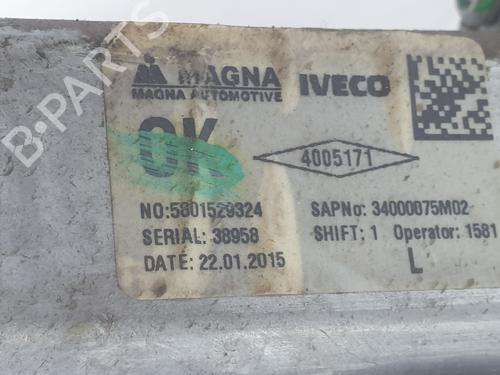 MAGNA IVECO
MAGNA AUTOMOTIVE
OK
4005171
NO:5801529324 SAPNo: 34000075M02
SERIAL: 38958 SHIFT: 1 Operator: 1581
DATE: 22.01.2015 L
B-PARTS